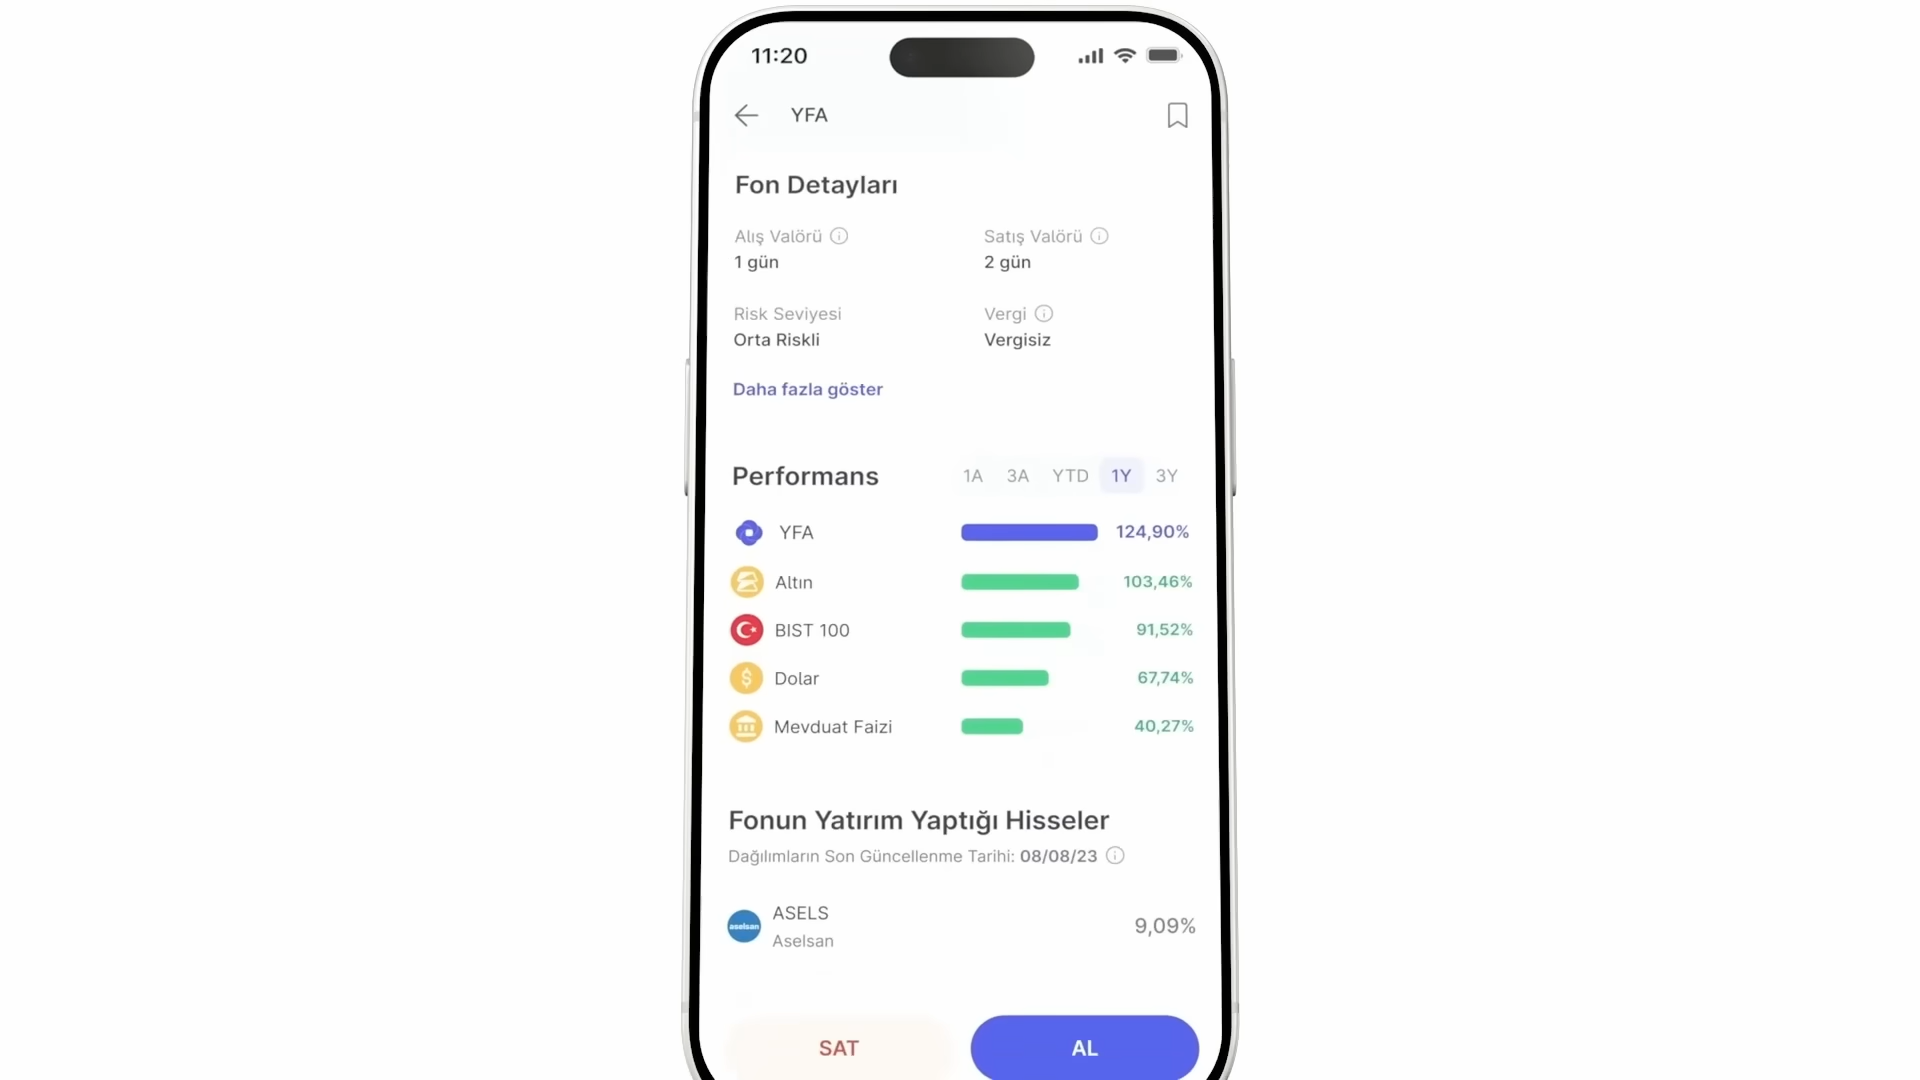 11:20
YFA
Fon Detayları
Alış Valörü
Satış Valörü
1 gün
2 gün
Risk Seviyesi
Vergi
Orta Riskli
Vergisiz
Daha fazla göster
Performans
1A 3A YTD 1Y 3Y
YFA 124,90%
Altın 103,46%
BIST 100 91,52%
$
Dolar 67,74%
Mevduat Faizi 40,27%
Fonun Yatırım Yaptığı Hisseler
Dağılımların Son Güncellenme Tarihi: 08/08/23
aselsan
ASELS
Aselsan
9,09%
SAT
AL